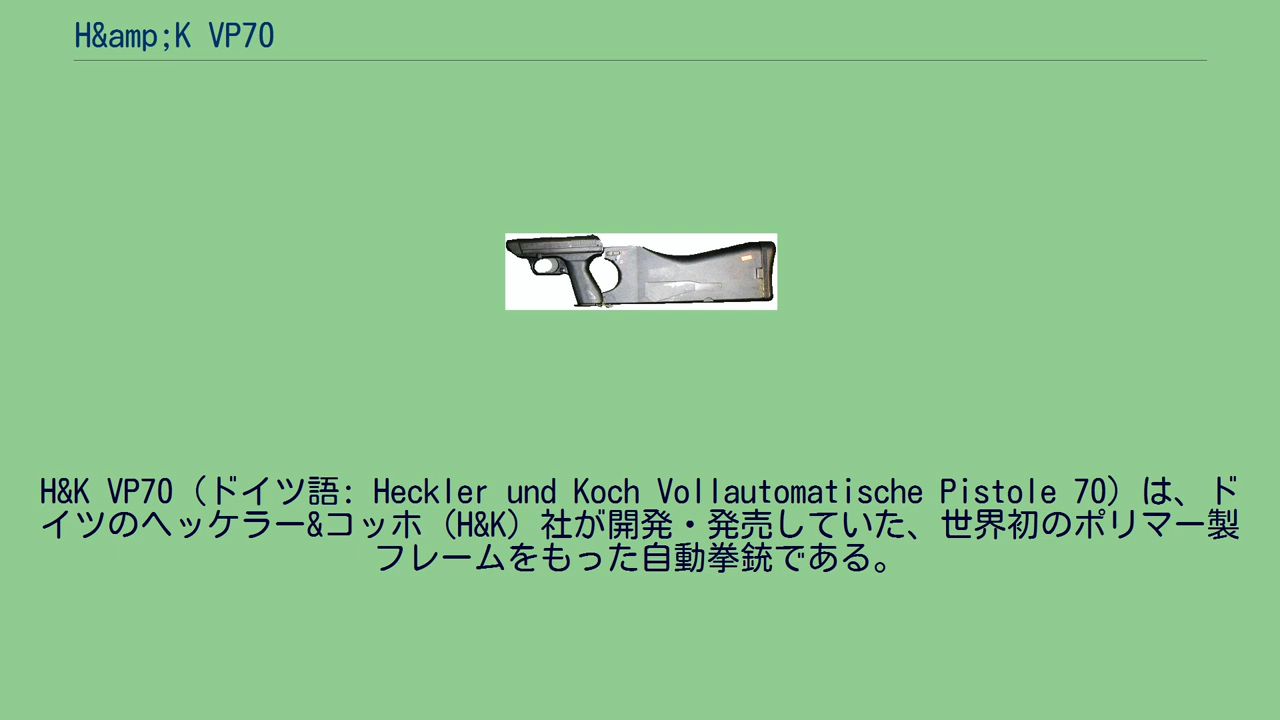 H&amp;K VP70
H&K VP70（ドイツ語: Heckler und Koch Vollautomatische Pistole 70）は、ド
イツのヘッケラー&コッホ（H&K）社が開発・発売していた、世界初のポリマー製
フレームをもった自動拳銃である。